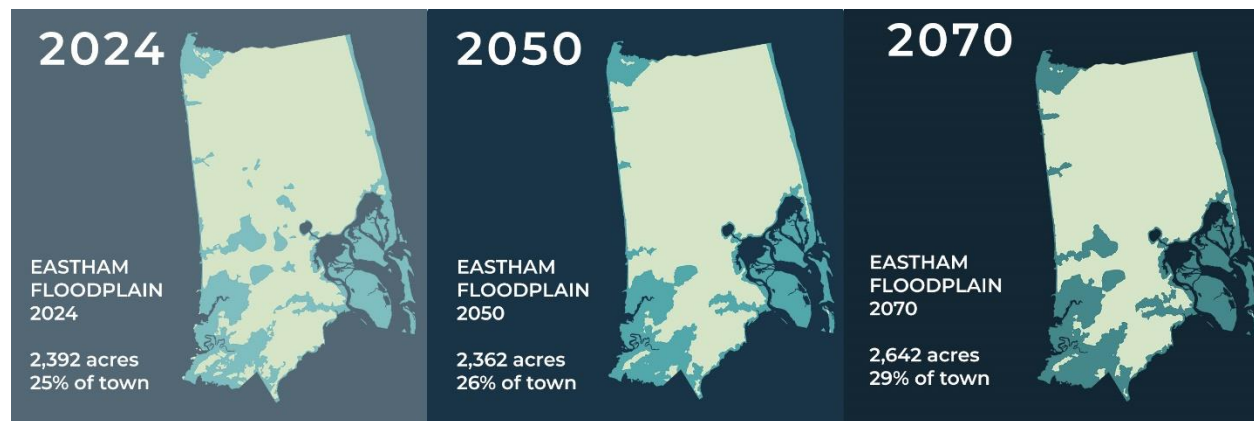 2024
EASTHAM
FLOODPLAIN
2024
2,392 acres
25% of town
2050
EASTHAM
FLOODPLAIN
2050
2,362 acres
26% of town
2070
EASTHAM
FLOODPLAIN
2070
2,642 acres
29% of town